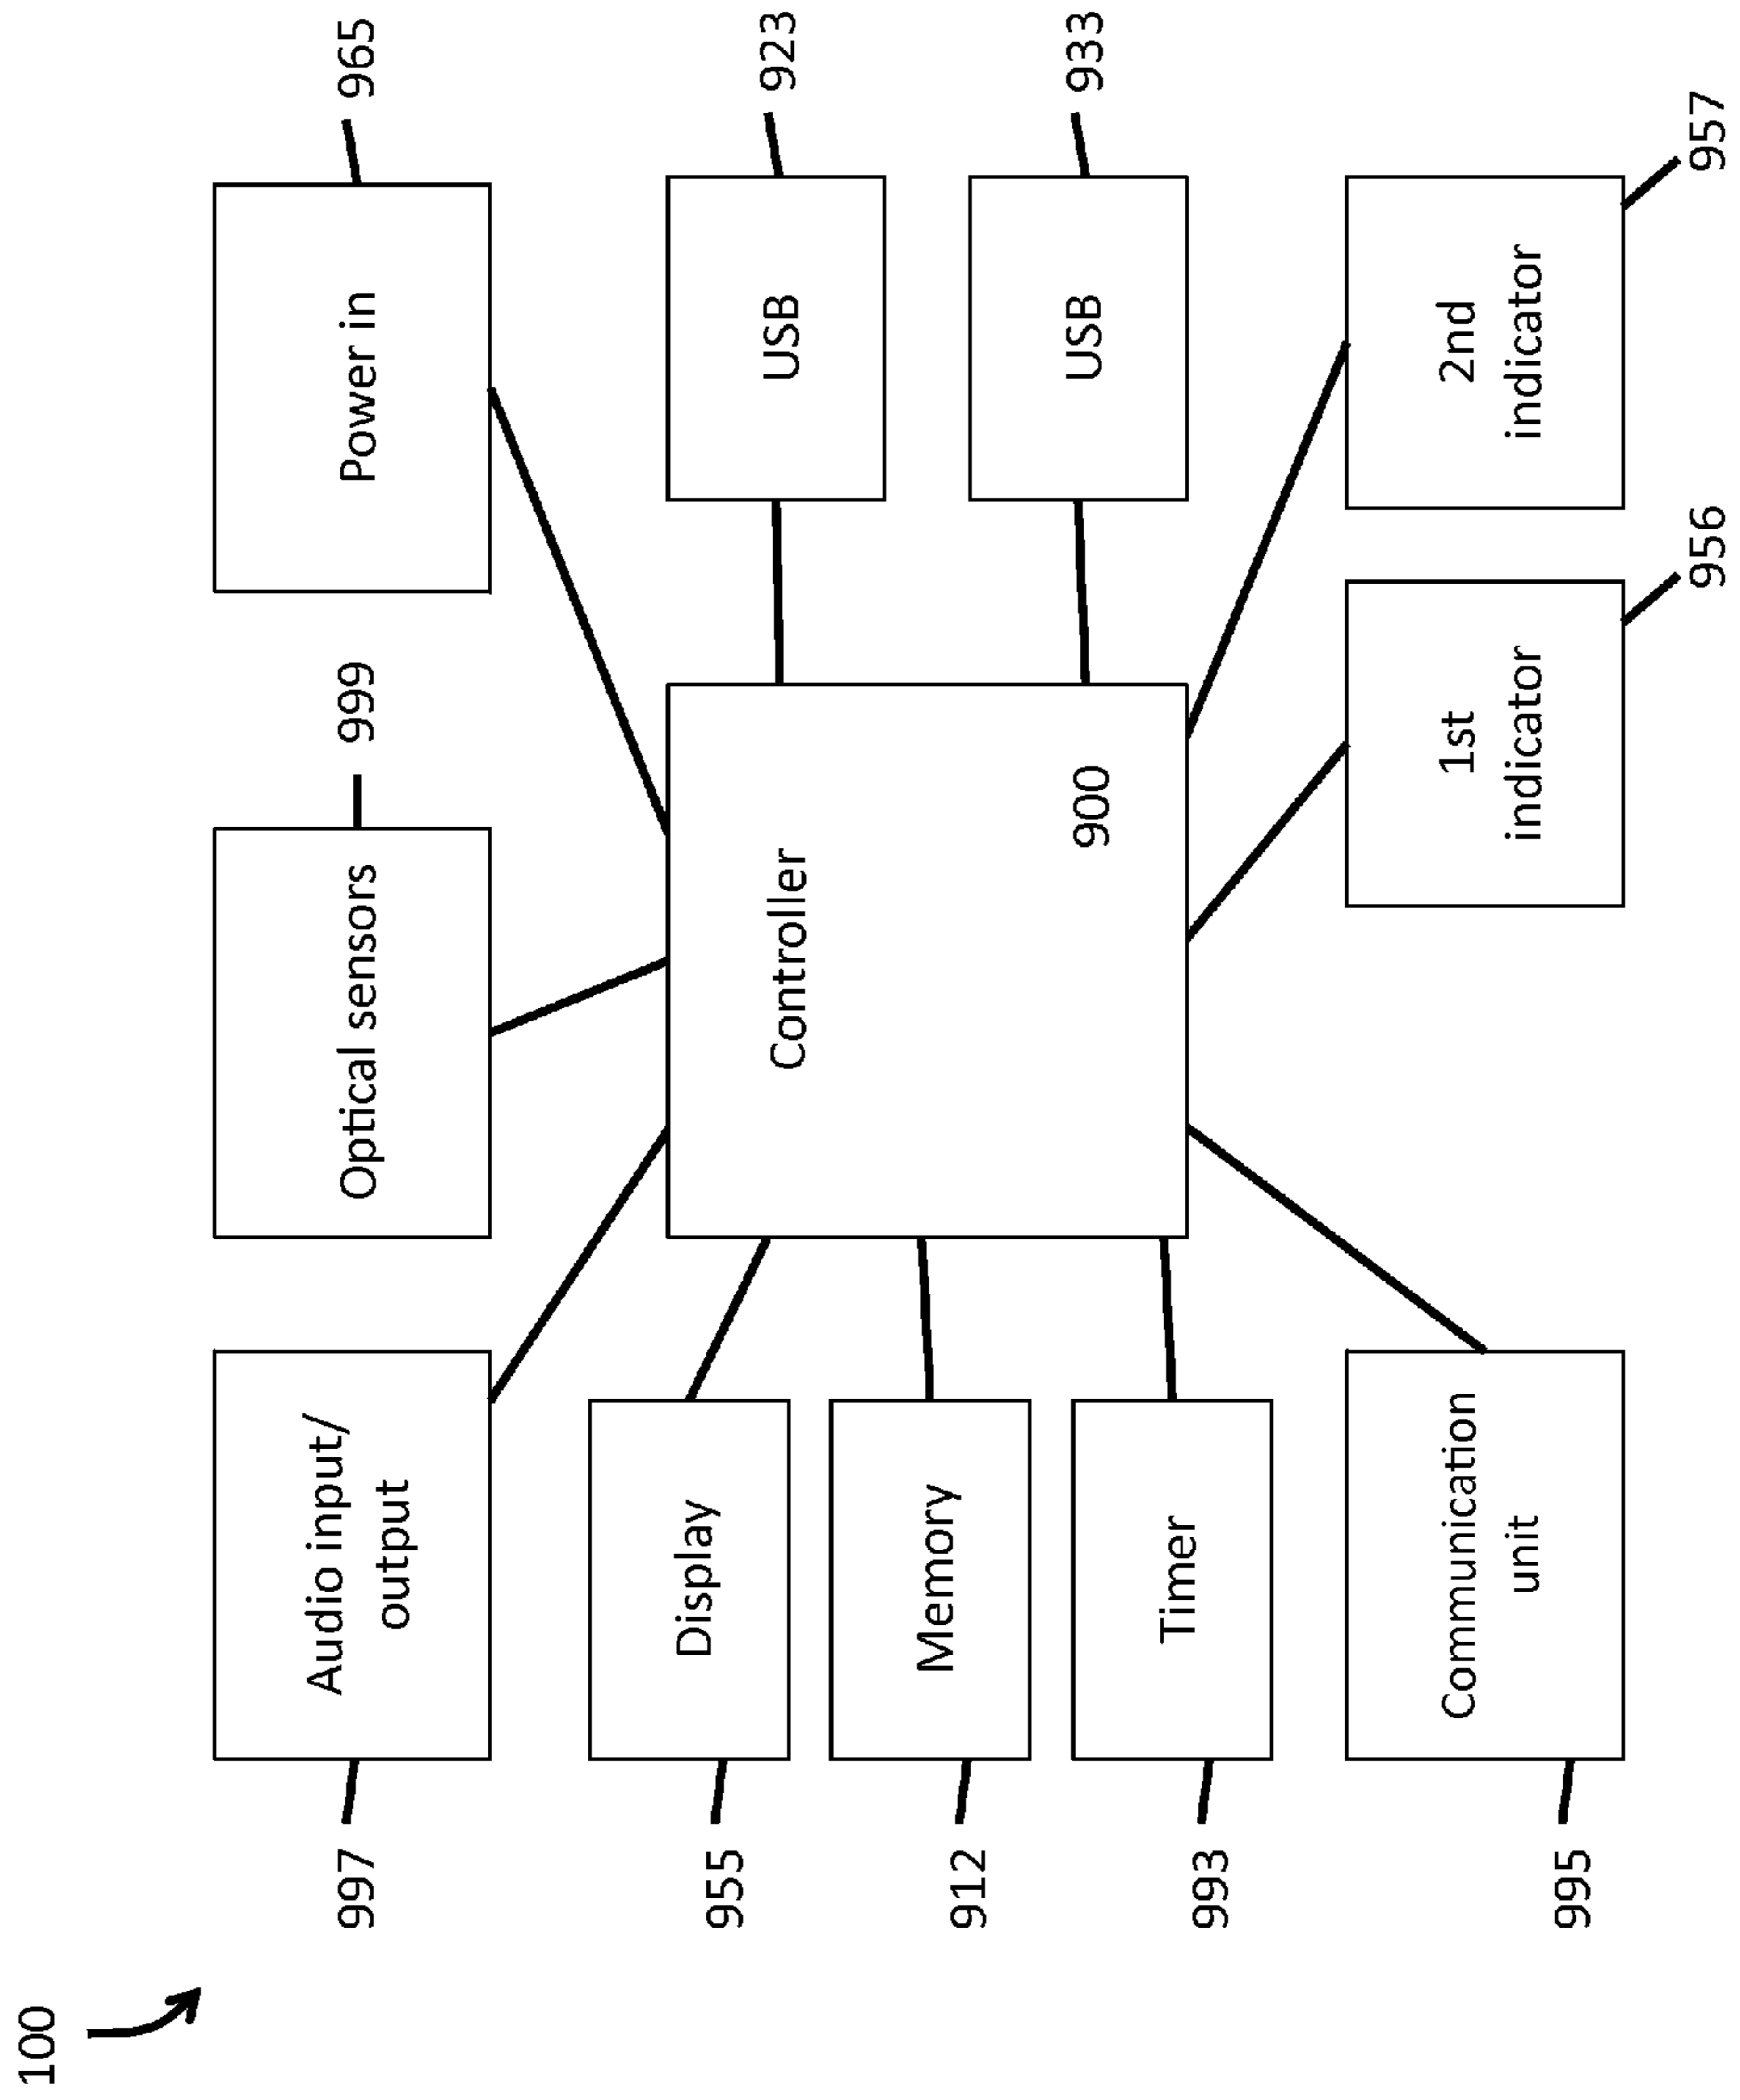 100
997
Audio input/
output
Optical sensors
999
Power in
965
955
Display
912
Memory
993
Timer
Controller
900
USB
923
USB
933
995
Communication
unit
1st
indicator
956
2nd
indicator
957